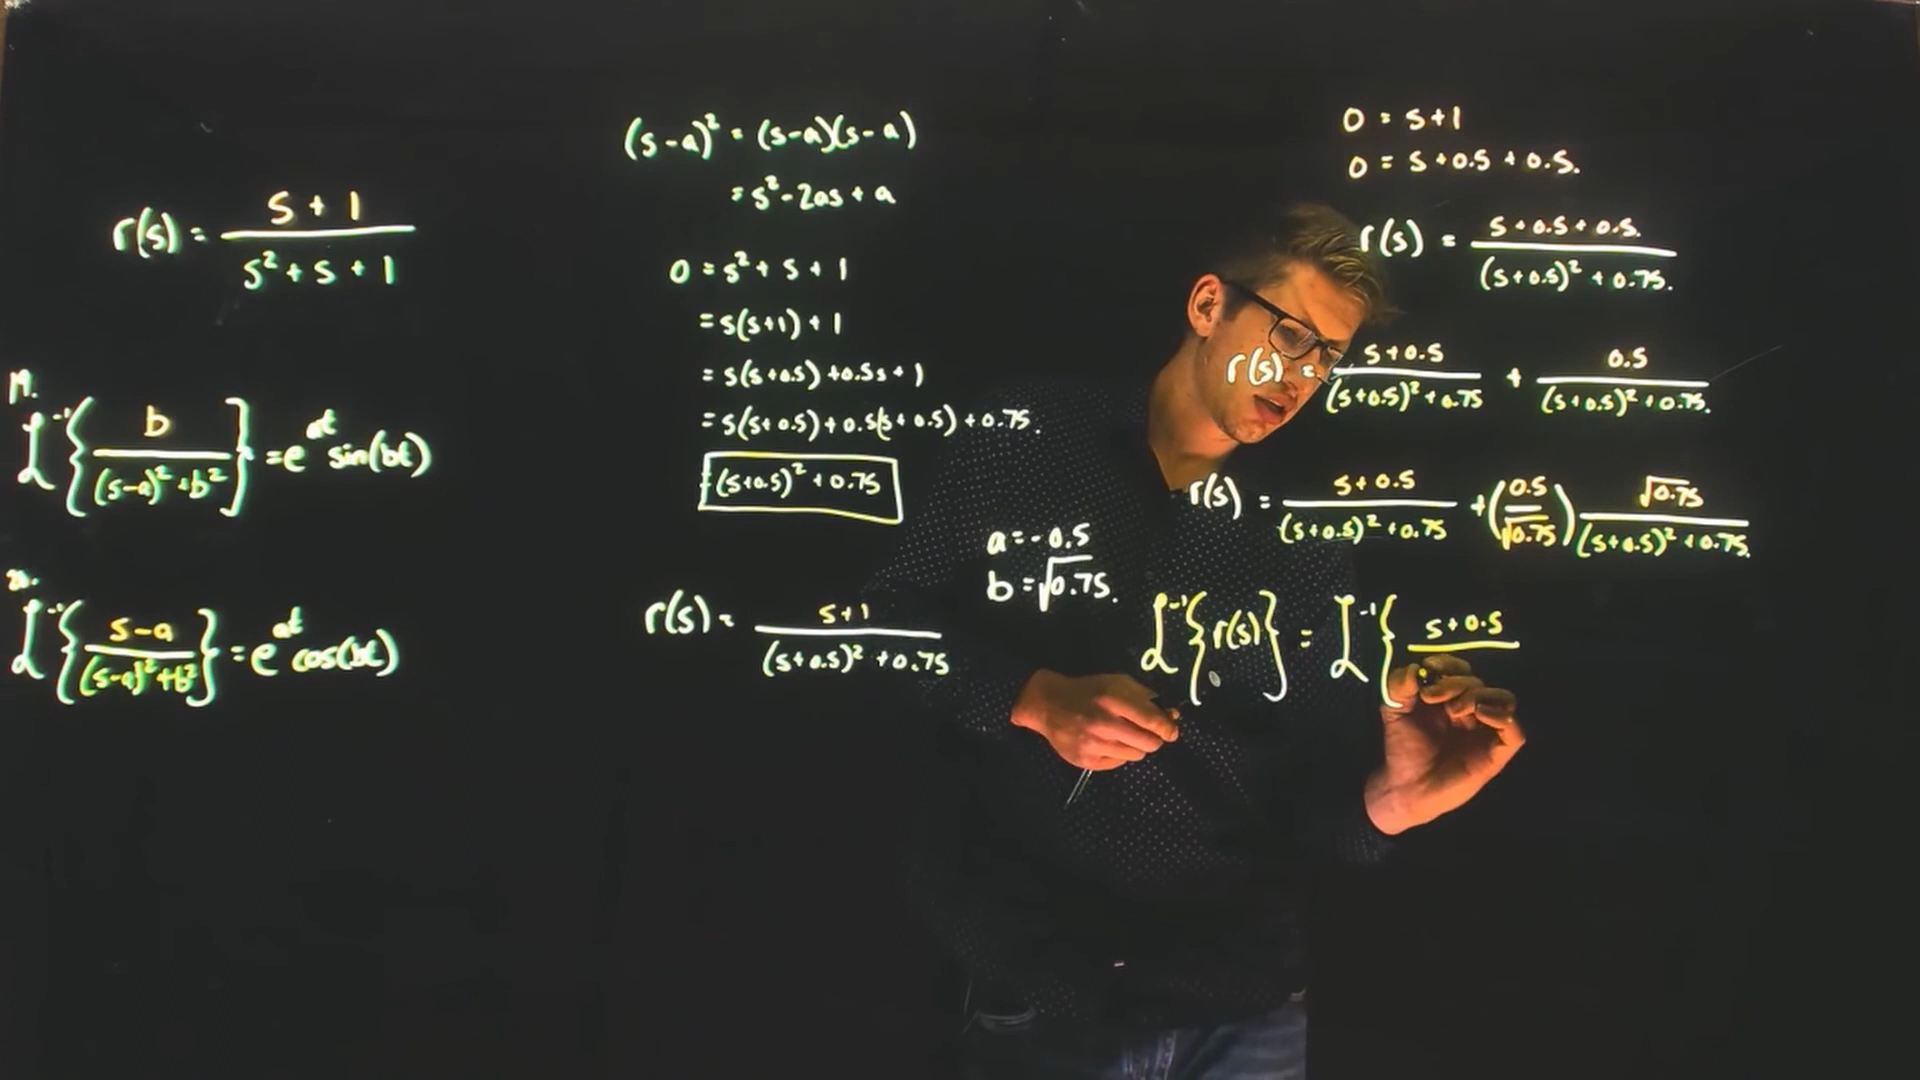 r(s) = s + 1 / s² + s + 1
19.
L⁻¹{ b / (s-a)² + b² } = e^at sin(bt)
20.
L⁻¹{ s-a / (s-a)² + b² } = e^at cos(bt)
(s-a)² = (s-a)(s-a)
= s² - 2as + a
0 = s² + s + 1
= s(s+1) + 1
= s(s+0.5) + 0.5s + 1
= s(s+0.5) + 0.5(s+0.5) + 0.75.
= (s+0.5)² + 0.75
r(s) = s+1 / (s+0.5)² + 0.75
a = -0.5
b = √0.75.
0 = s+1
0 = s + 0.5 + 0.5.
r(s) = s + 0.5 + 0.5. / (s+0.5)² + 0.75.
r(s) = s+0.5 / (s+0.5)² + 0.75 + 0.5 / (s+0.5)² + 0.75.
r(s) = s+0.5 / (s+0.5)² + 0.75 + (0.5 / √0.75) √0.75 / (s+0.5)² + 0.75.
L⁻¹{r(s)} = L⁻¹{ s+0.5